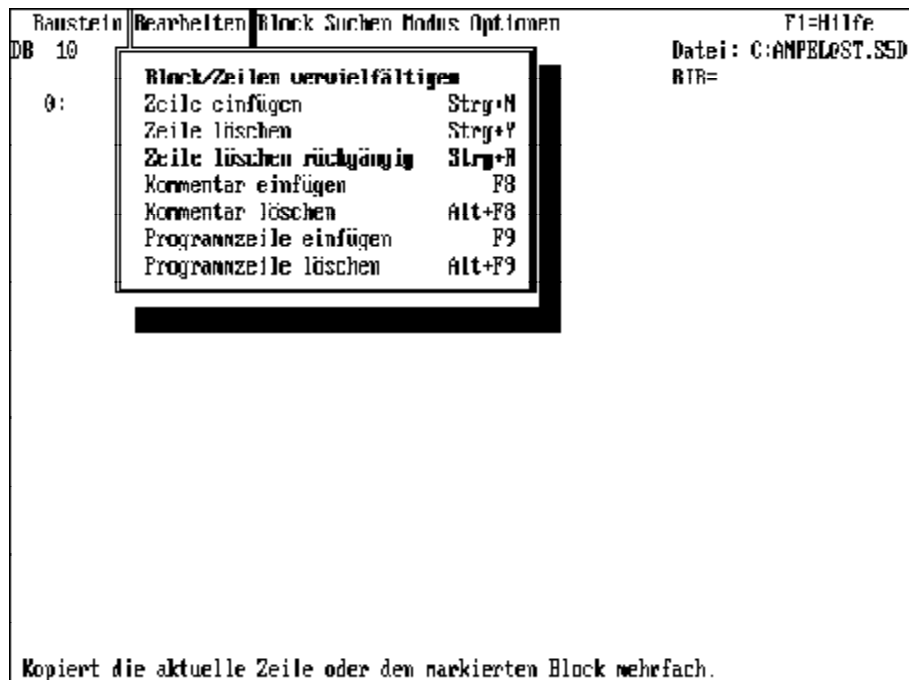 Baustein Bearbeiten Block Suchen Modus Optionen F1=Hilfe
DB 10 Datei: C:AMPEL@ST.S5D
BIB=
Block/Zeilen vervielfältigen
0: Zeile einfügen Strg+N
Zeile löschen Strg+Y
Zeile löschen rückgängig Strg+R
Kommentar einfügen F8
Kommentar löschen Alt+F8
Programmzeile einfügen F9
Programmzeile löschen Alt+F9
Kopiert die aktuelle Zeile oder den markierten Block mehrfach.